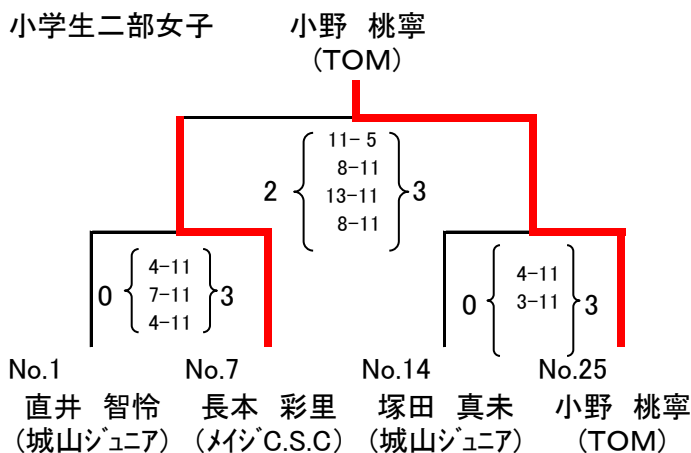 小学生二部女子
小野 桃寧
(TOM)
11-5
8-11
2 13-11 3
8-11
4-11
0 7-11 3
4-11
4-11
0 3-11 3
No.1 No.7 No.14 No.25
直井 智怜 長本 彩里 塚田 真未 小野 桃寧
(城山ｼﾞｭﾆｱ) (ﾒｲｼﾞC.S.C) (城山ｼﾞｭﾆｱ) (TOM)